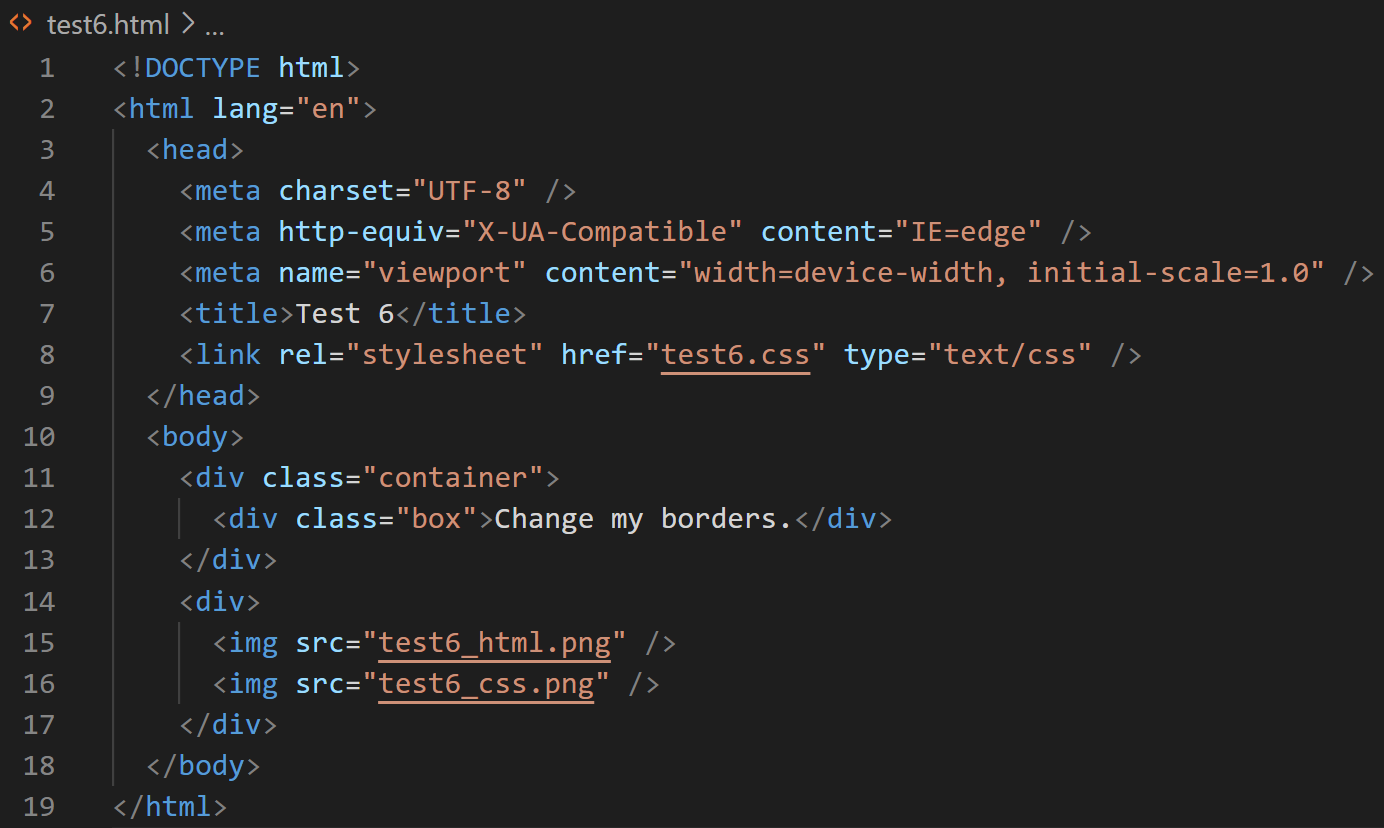 test6.html > ...
1 <!DOCTYPE html>
2 <html lang="en">
3   <head>
4     <meta charset="UTF-8" />
5     <meta http-equiv="X-UA-Compatible" content="IE=edge" />
6     <meta name="viewport" content="width=device-width, initial-scale=1.0" />
7     <title>Test 6</title>
8     <link rel="stylesheet" href="test6.css" type="text/css" />
9   </head>
10   <body>
11     <div class="container">
12       <div class="box">Change my borders.</div>
13     </div>
14     <div>
15       <img src="test6_html.png" />
16       <img src="test6_css.png" />
17     </div>
18   </body>
19 </html>